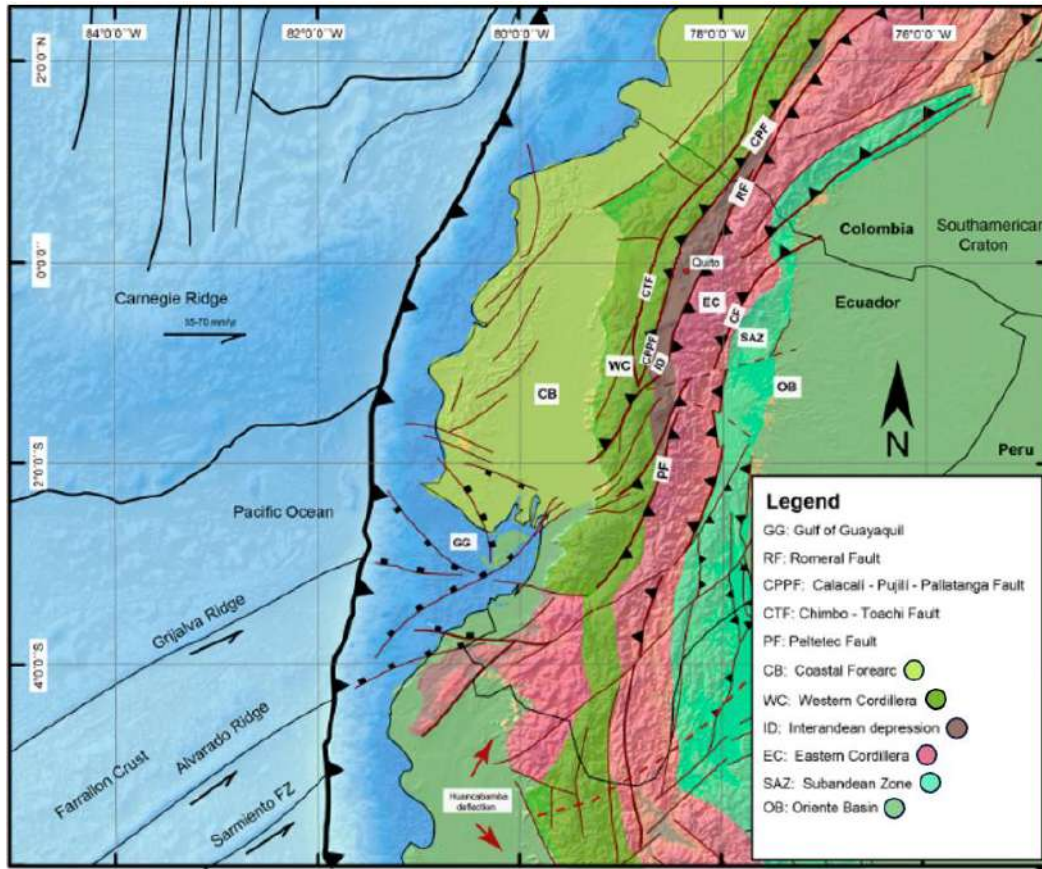 84°0'0''W
82°0'0''W
80°0'0''W
78°0'0''W
76°0'0''W
2°0'0''N
0°0'0''
2°0'0''S
4°0'0''S
CPF
RF
Colombia
Southamerican
Craton
Quito
Ecuador
Carnegie Ridge
CTF
EC
CF
SAZ
CPPF
ID
WC
CB
OB
N
Peru
PF
Pacific Ocean
GG
Grijalva Ridge
Alvarado Ridge
Farrallon Crust
Sarmiento FZ
Huancabamba
deflection
Legend
GG: Gulf of Guayaquil
RF: Romeral Fault
CPPF: Calacalí - Pujilí - Pallatanga Fault
CTF: Chimbo - Toachi Fault
PF: Peltetec Fault
CB: Coastal Forearc
WC: Western Cordillera
ID: Interandean depression
EC: Eastern Cordillera
SAZ: Subandean Zone
OB: Oriente Basin